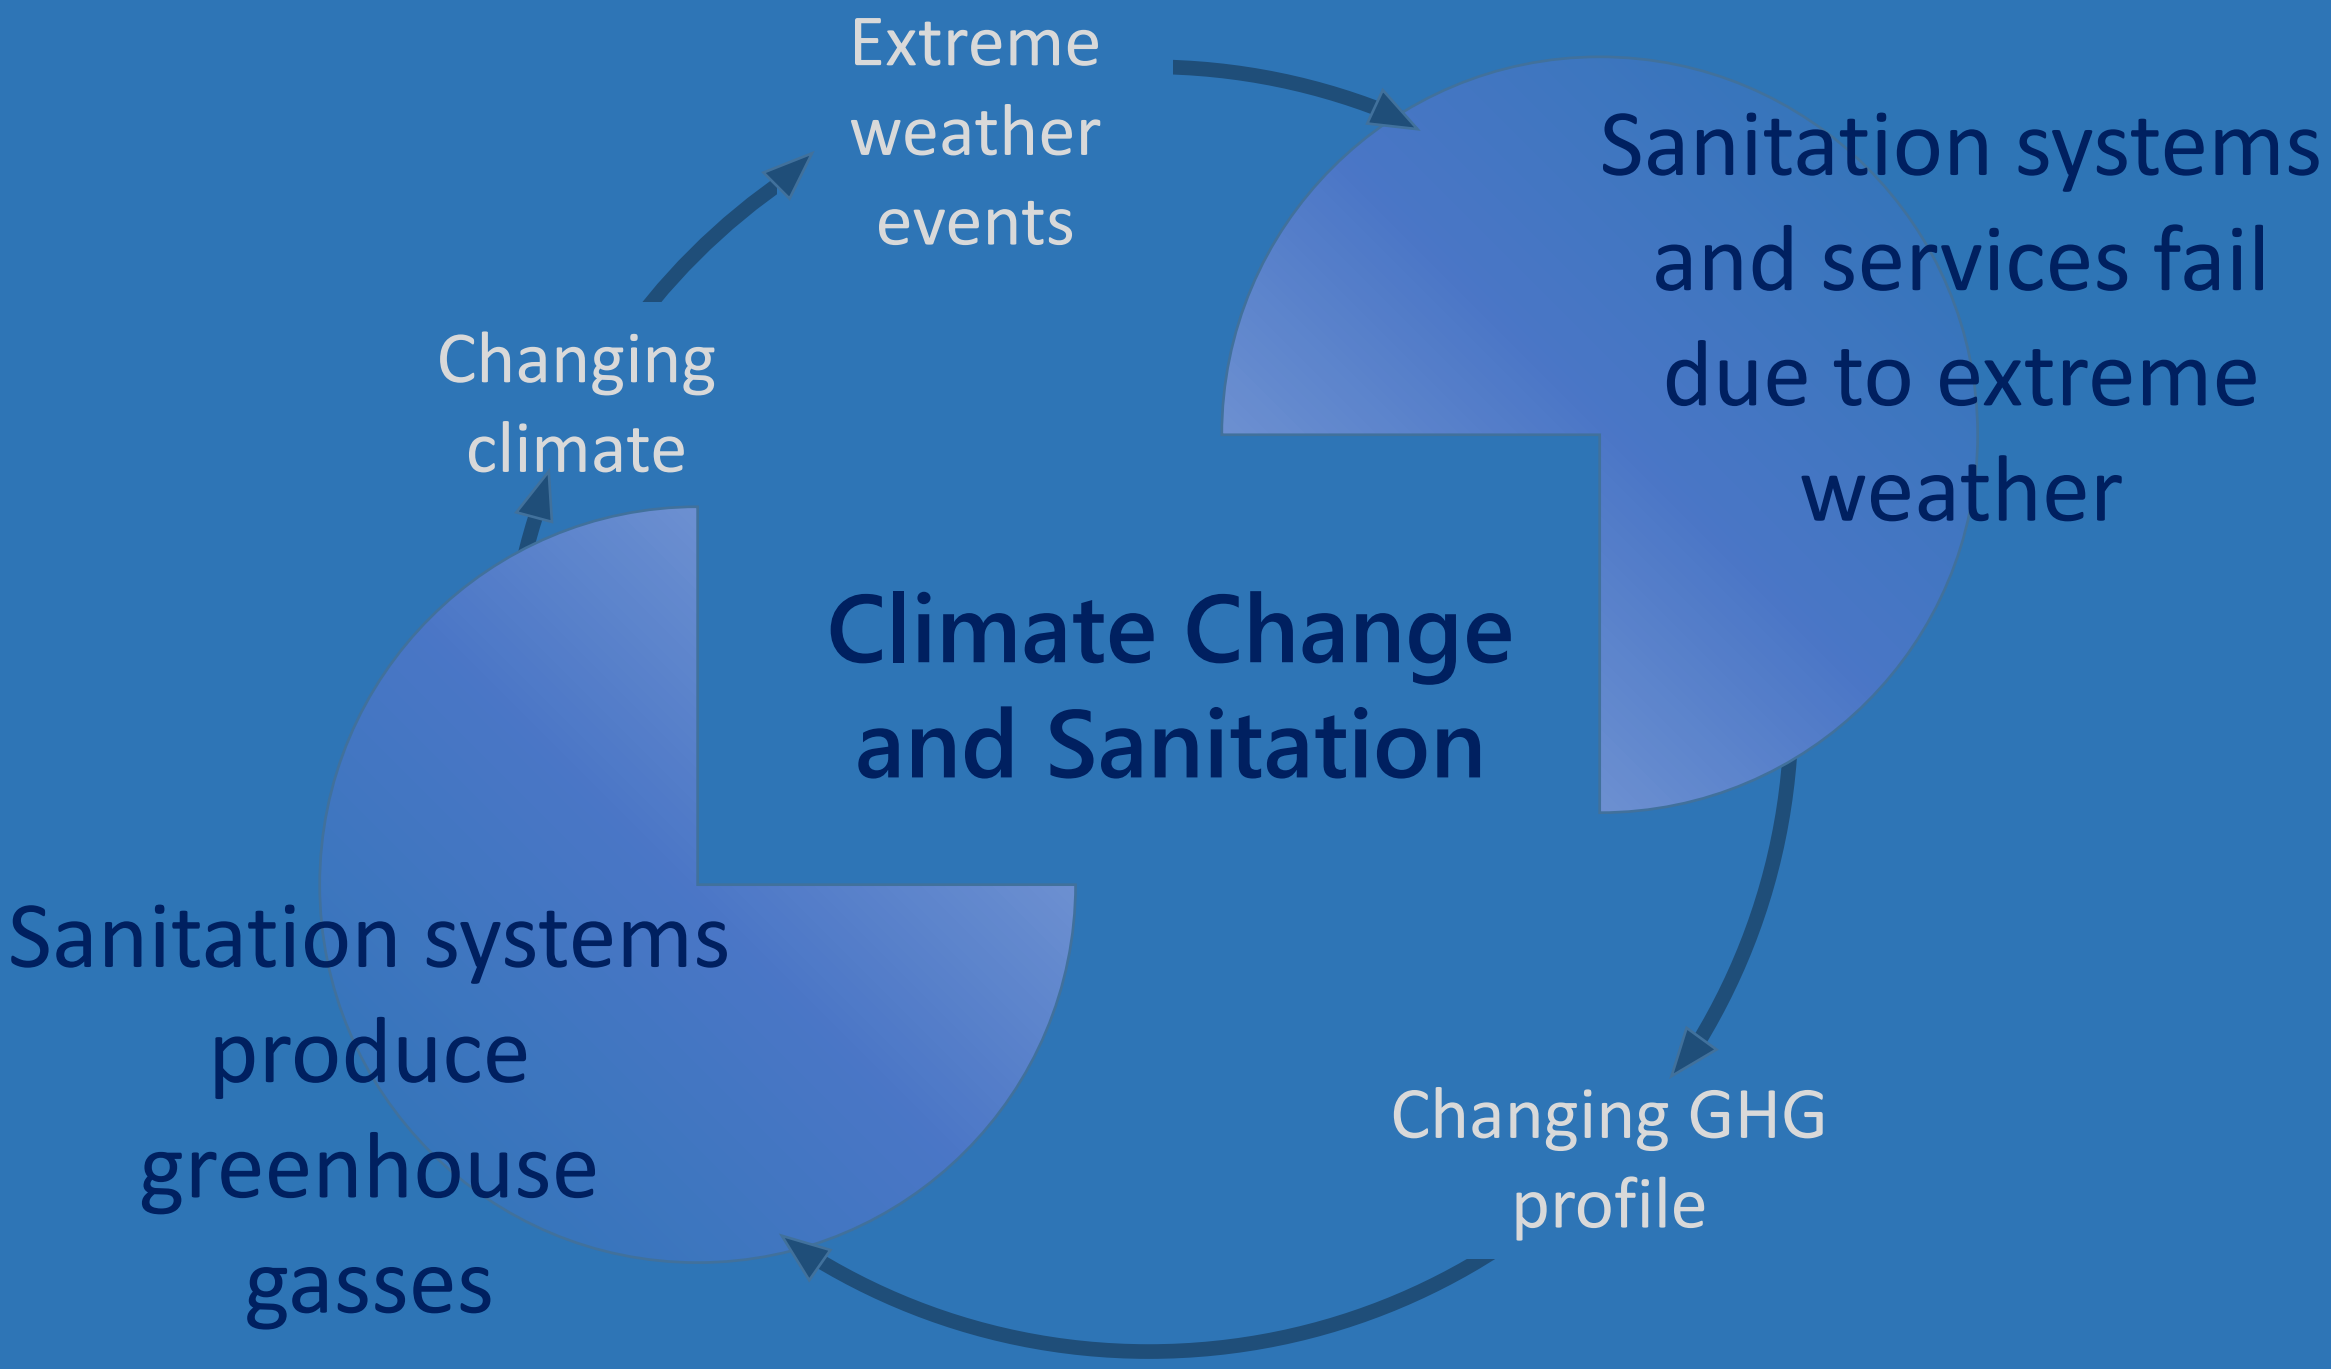 Extreme
weather
events
Sanitation systems
and services fail
due to extreme
weather
Changing
climate
Climate Change
and Sanitation
Sanitation systems
produce
greenhouse
gasses
Changing GHG
profile